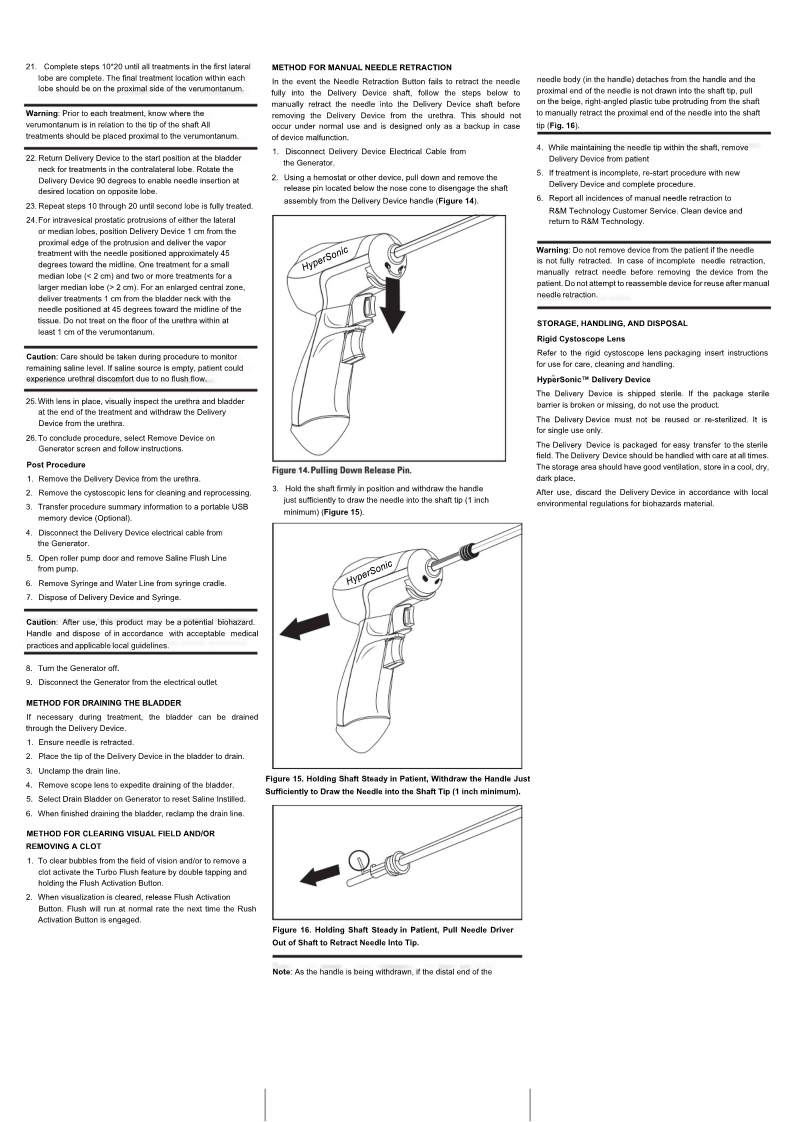 21. Complete steps 10*20 until all treatments in the first lateral
lobe are complete. The final treatment location within each
lobe should be on the proximal side of the verumontanum.
Warning: Prior to each treatment, know where the
verumontanum is in relation to the tip of the shaft All
treatments should be placed proximal to the verumontanum.
22. Return Delivery Device to the start position at the bladder
neck for treatments in the contralateral lobe. Rotate the
Delivery Device 90 degrees to enable needle insertion at
desired location on opposite lobe.
23. Repeat steps 10 through 20 until second lobe is fully treated.
24. For intravesical prostatic protrusions of either the lateral
or median lobes, position Delivery Device 1 cm from the
proximal edge of the protrusion and deliver the vapor
treatment with the needle positioned approximately 45
degrees toward the midline. One treatment for a small
median lobe (< 2 cm) and two or more treatments for a
larger median lobe (> 2 cm). For an enlarged central zone,
deliver treatments 1 cm from the bladder neck with the
needle positioned at 45 degrees toward the midline of the
tissue. Do not treat on the floor of the urethra within at
least 1 cm of the verumontanum.
Caution: Care should be taken during procedure to monitor
remaining saline level. If saline source is empty, patient could
experience urethral discomfort due to no flush flow.
25. With lens in place, visually inspect the urethra and bladder
at the end of the treatment and withdraw the Delivery
Device from the urethra.
26. To conclude procedure, select Remove Device on
Generator screen and follow instructions.
Post Procedure
1. Remove the Delivery Device from the urethra.
2. Remove the cystoscopic lens for cleaning and reprocessing.
3. Transfer procedure summary information to a portable USB
memory device (Optional).
4. Disconnect the Delivery Device electrical cable from
the Generator.
5. Open roller pump door and remove Saline Flush Line
from pump.
6. Remove Syringe and Water Line from syringe cradle.
7. Dispose of Delivery Device and Syringe.
Caution: After use, this product may be a potential biohazard.
Handle and dispose of in accordance with acceptable medical
practices and applicable local guidelines.
8. Turn the Generator off.
9. Disconnect the Generator from the electrical outlet
METHOD FOR DRAINING THE BLADDER
If necessary during treatment, the bladder can be drained
through the Delivery Device.
1. Ensure needle is retracted.
2. Place the tip of the Delivery Device in the bladder to drain.
3. Unclamp the drain line.
4. Remove scope lens to expedite draining of the bladder.
5. Select Drain Bladder on Generator to reset Saline Instilled.
6. When finished draining the bladder, reclamp the drain line.
METHOD FOR CLEARING VISUAL FIELD AND/OR
REMOVING A CLOT
1. To clear bubbles from the field of vision and/or to remove a
clot activate the Turbo Flush feature by double tapping and
holding the Flush Activation Button.
2. When visualization is cleared, release Flush Activation
Button. Flush will run at normal rate the next time the Rush
Activation Button is engaged.
METHOD FOR MANUAL NEEDLE RETRACTION
In the event the Needle Retraction Button fails to retract the needle
fully into the Delivery Device shaft, follow the steps below to
manually retract the needle into the Delivery Device shaft before
removing the Delivery Device from the urethra. This should not
occur under normal use and is designed only as a backup in case
of device malfunction.
1. Disconnect Delivery Device Electrical Cable from
the Generator.
2. Using a hemostat or other device, pull down and remove the
release pin located below the nose cone to disengage the shaft
assembly from the Delivery Device handle (Figure 14).
HyperSonic
Figure 14. Pulling Down Release Pin.
3. Hold the shaft firmly in position and withdraw the handle
just sufficiently to draw the needle into the shaft tip (1 inch
minimum) (Figure 15).
HyperSonic
Figure 15. Holding Shaft Steady in Patient, Withdraw the Handle Just
Sufficiently to Draw the Needle into the Shaft Tip (1 inch minimum).
Figure 16. Holding Shaft Steady in Patient, Pull Needle Driver
Out of Shaft to Retract Needle Into Tip.
Note: As the handle is being withdrawn, if the distal end of the
needle body (in the handle) detaches from the handle and the
proximal end of the needle is not drawn into the shaft tip, pull
on the beige, right-angled plastic tube protruding from the shaft
to manually retract the proximal end of the needle into the shaft
tip (Fig. 16).
4. While maintaining the needle tip within the shaft, remove
Delivery Device from patient
5. If treatment is incomplete, re-start procedure with new
Delivery Device and complete procedure.
6. Report all incidences of manual needle retraction to
R&M Technology Customer Service. Clean device and
return to R&M Technology.
Warning: Do not remove device from the patient if the needle
is not fully retracted. In case of incomplete needle retraction,
manually retract needle before removing the device from the
patient. Do not attempt to reassemble device for reuse after manual
needle retraction.
STORAGE, HANDLING, AND DISPOSAL
Rigid Cystoscope Lens
Refer to the rigid cystoscope lens packaging insert instructions
for use for care, cleaning and handling.
HyperSonic™ Delivery Device
The Delivery Device is shipped sterile. If the package sterile
barrier is broken or missing, do not use the product.
The Delivery Device must not be reused or re-sterilized. It is
for single use only.
The Delivery Device is packaged for easy transfer to the sterile
field. The Delivery Device should be handled with care at all times.
The storage area should have good ventilation, store in a cool, dry,
dark place.
After use, discard the Delivery Device in accordance with local
environmental regulations for biohazards material.